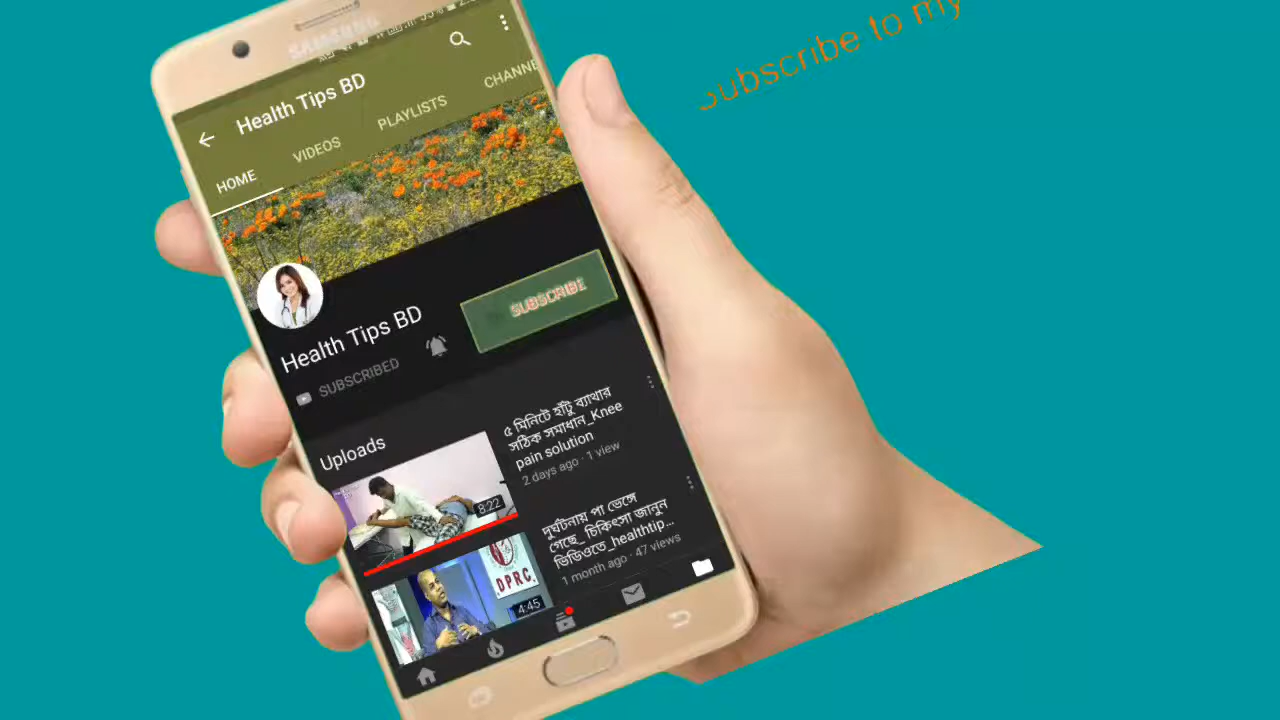 Subscribe to my
SAMSUNG
Health Tips BD
HOME
VIDEOS
PLAYLISTS
CHANNE
Health Tips BD
SUBSCRIBED
SUBSCRIBE
Uploads
8:22
৫ মিনিটে হাঁটু ব্যাথার
সঠিক সমাধান_Knee
pain solution
2 days ago · 1 view
DPRC
4:45
দুর্ঘটনায় পা ভেঙ্গে
গেছে_ চিকিৎসা জানুন
ভিডিওতে_healthtip...
1 month ago · 47 views